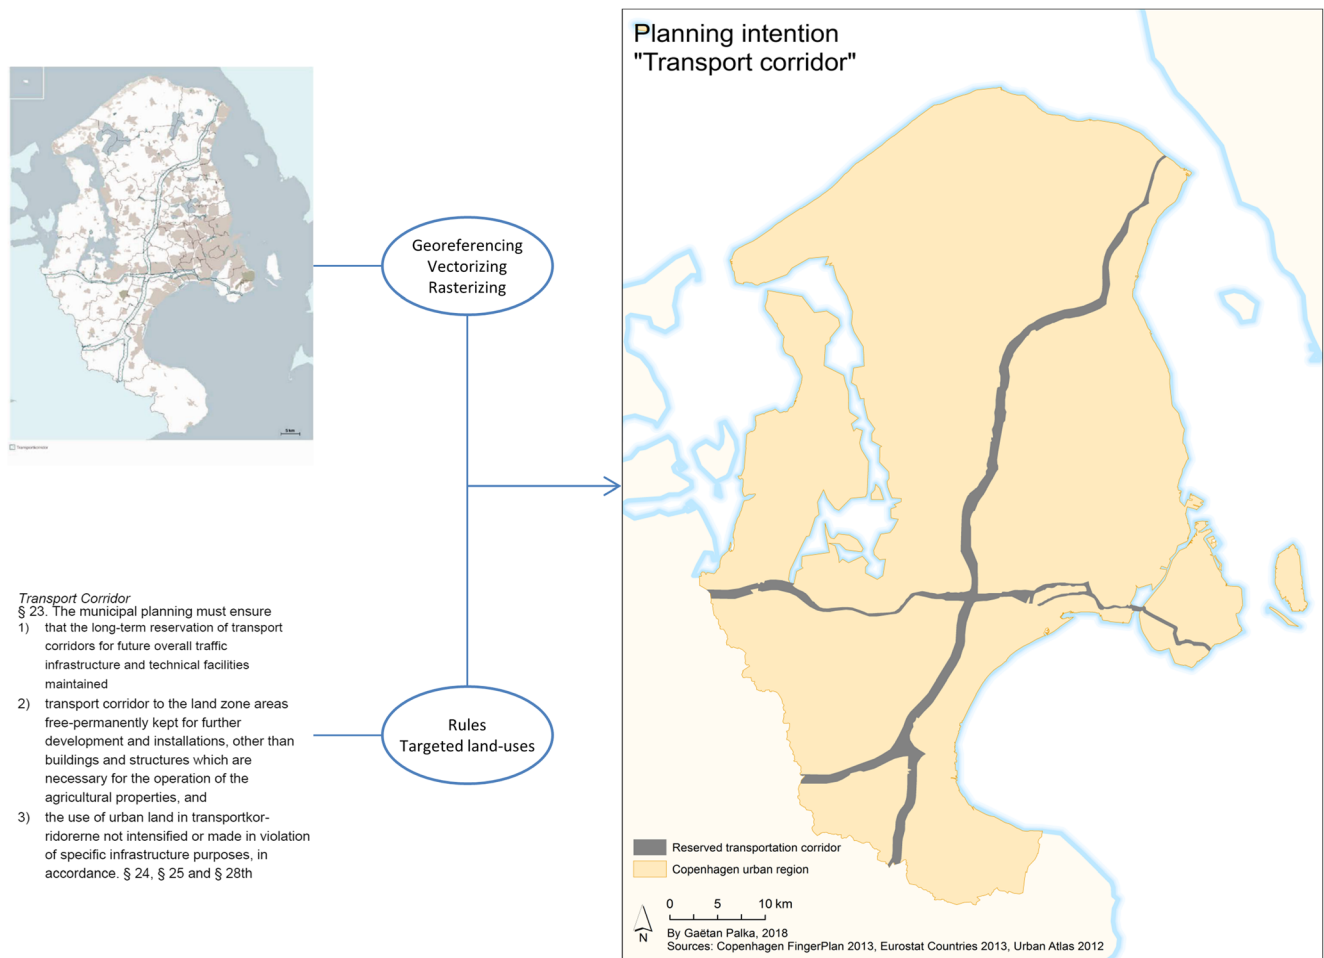 Planning intention
"Transport corridor"
Georeferencing
Vectorizing
Rasterizing
5 km
Transportkorridor
Transport Corridor
§ 23. The municipal planning must ensure
1) that the long-term reservation of transport
corridors for future overall traffic
infrastructure and technical facilities
maintained
2) transport corridor to the land zone areas
free-permanently kept for further
development and installations, other than
buildings and structures which are
necessary for the operation of the
agricultural properties, and
3) the use of urban land in transportkor-
ridorerne not intensified or made in violation
of specific infrastructure purposes, in
accordance. § 24, § 25 and § 28th
Rules
Targeted land-uses
Reserved transportation corridor
Copenhagen urban region
0 5 10 km
N
By Gaëtan Palka, 2018
Sources: Copenhagen FingerPlan 2013, Eurostat Countries 2013, Urban Atlas 2012